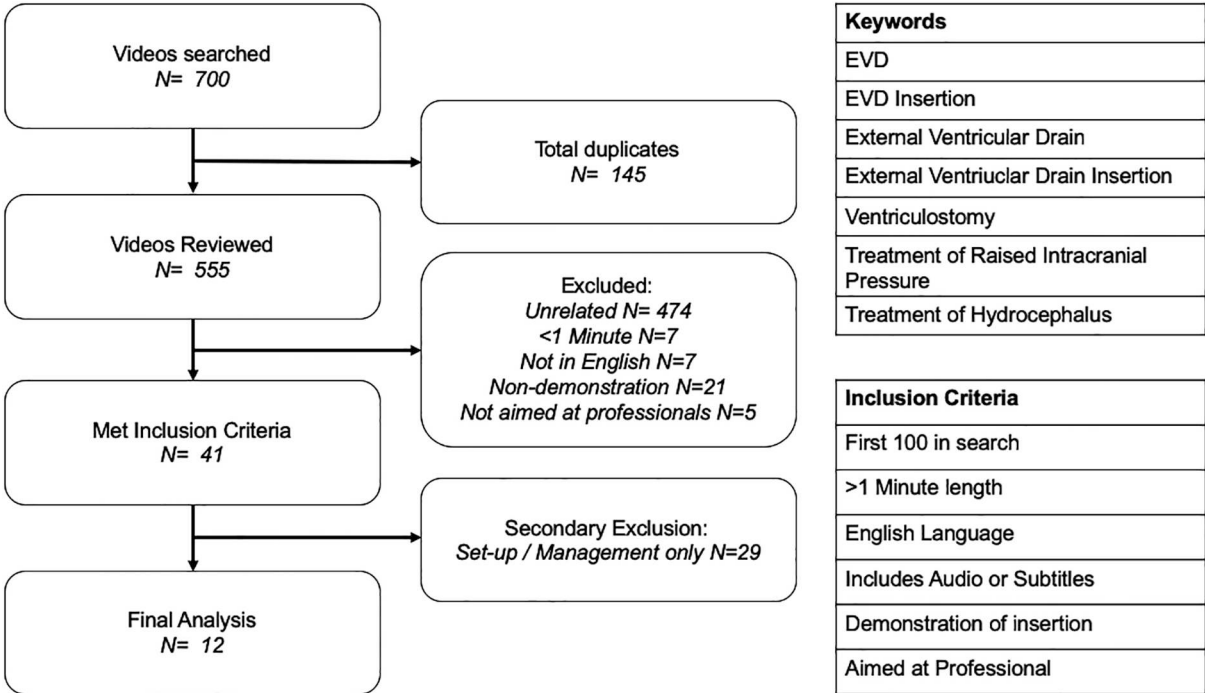 Videos searched
N= 700
Total duplicates
N= 145
Videos Reviewed
N= 555
Excluded:
Unrelated N= 474
<1 Minute N=7
Not in English N=7
Non-demonstration N=21
Not aimed at professionals N=5
Met Inclusion Criteria
N= 41
Secondary Exclusion:
Set-up / Management only N=29
Final Analysis
N= 12
Keywords
EVD
EVD Insertion
External Ventricular Drain
External Ventriuclar Drain Insertion
Ventriculostomy
Treatment of Raised Intracranial
Pressure
Treatment of Hydrocephalus
Inclusion Criteria
First 100 in search
>1 Minute length
English Language
Includes Audio or Subtitles
Demonstration of insertion
Aimed at Professional